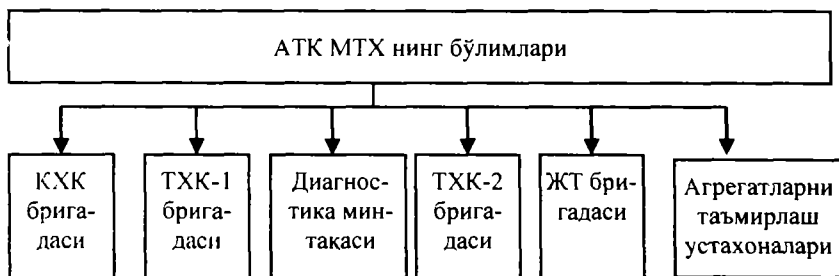 АТК МТХ нинг бўлимлари
КХК
брига-
даси
ТХК-1
брига-
даси
Диагнос-
тика мин-
тақаси
ТХК-2
брига-
даси
ЖТ бри-
гадаси
Агрегатларни
таъмирлаш
устахоналари